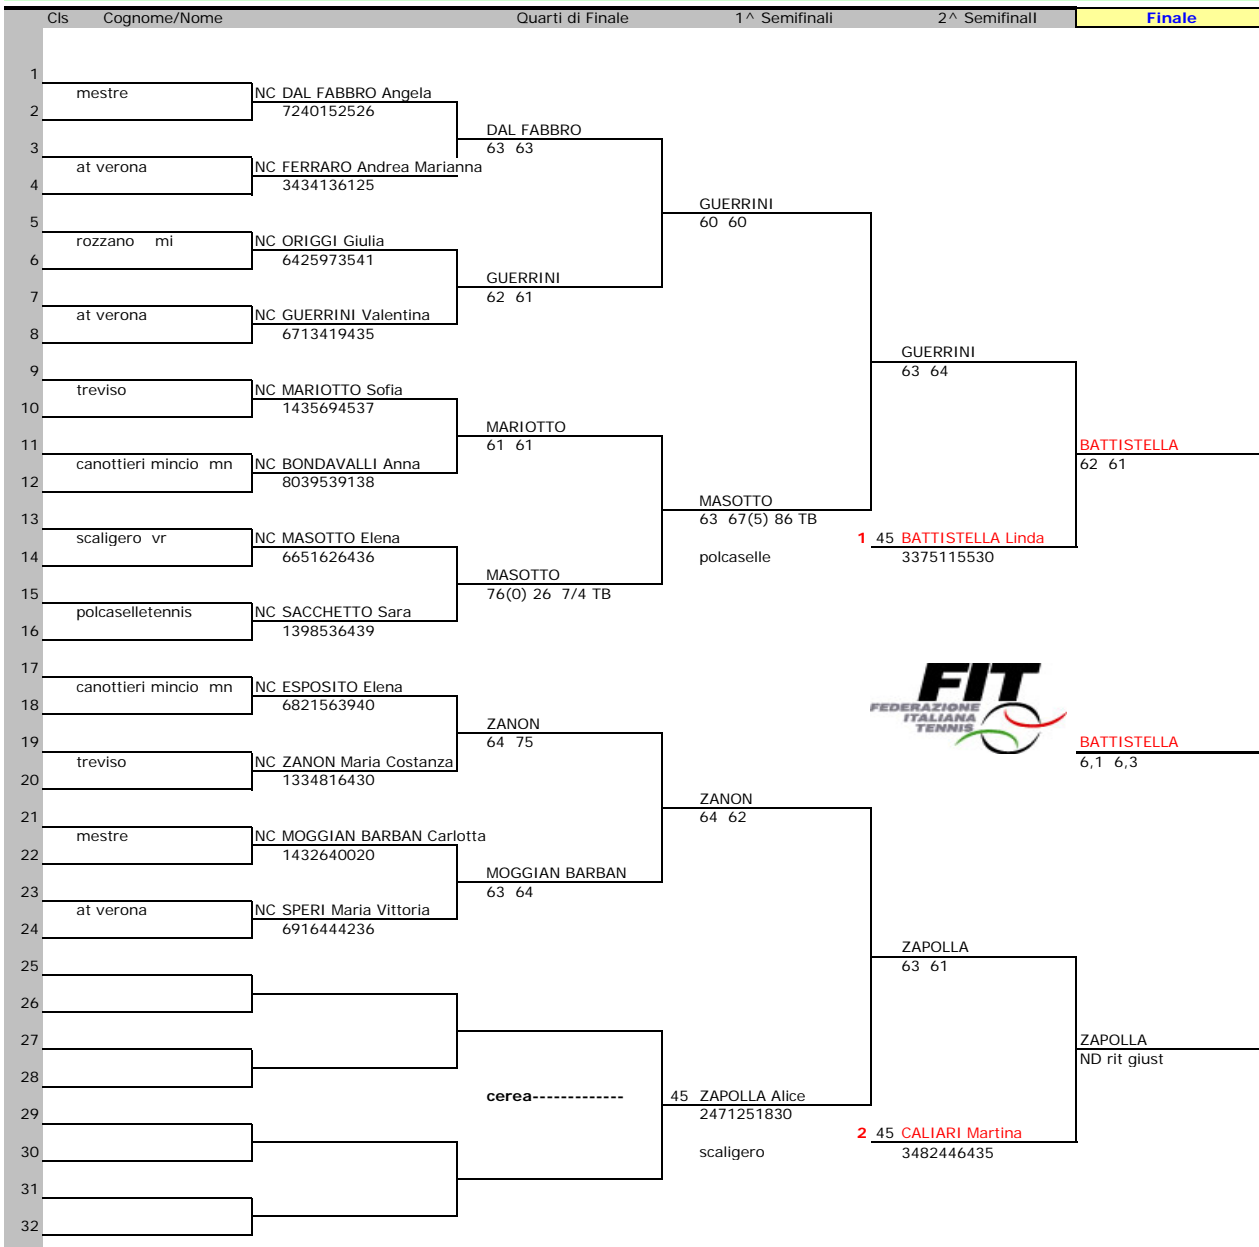 Cls Cognome/Nome Quarti di Finale 1^ Semifinali 2^ Semifinali Finale
1
mestre NC DAL FABBRO Angela
2 7240152526
DAL FABBRO
3 63 63
at verona NC FERRARO Andrea Marianna
4 3434136125
GUERRINI
5 60 60
rozzano mi NC ORIGGI Giulia
6 6425973541
GUERRINI
7 62 61
at verona NC GUERRINI Valentina
8 6713419435
GUERRINI
9 63 64
treviso NC MARIOTTO Sofia
10 1435694537
MARIOTTO
11 61 61 BATTISTELLA
canottieri mincio mn NC BONDAVALLI Anna 62 61
12 8039539138
MASOTTO
13 63 67(5) 86 TB
scaligero vr NC MASOTTO Elena 1 45 BATTISTELLA Linda
14 6651626436 polcaselle 3375115530
MASOTTO
15 76(0) 26 7/4 TB
polcaselletennis NC SACCHETTO Sara
16 1398536439
17
canottieri mincio mn NC ESPOSITO Elena
18 6821563940
FIT
FEDERAZIONE
ITALIANA
TENNIS
ZANON
19 64 75 BATTISTELLA
treviso NC ZANON Maria Costanza 6,1 6,3
20 1334816430
ZANON
21 64 62
mestre NC MOGGIAN BARBAN Carlotta
22 1432640020
MOGGIAN BARBAN
23 63 64
at verona NC SPERI Maria Vittoria
24 6916444236
ZAPOLLA
25 63 61
26
27 ZAPOLLA
ND rit giust
28
cerea------------- 45 ZAPOLLA Alice
29 2471251830
2 45 CALIARI Martina
30 scaligero 3482446435
31
32